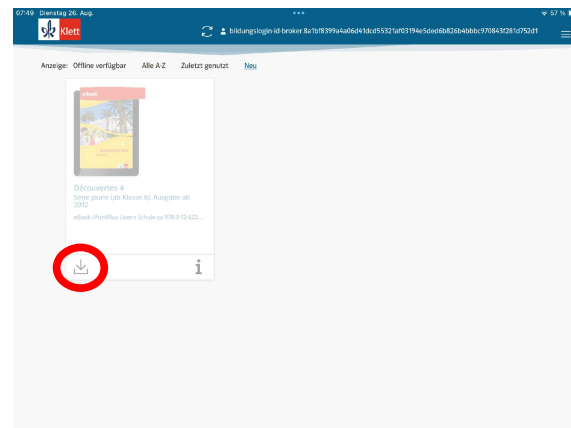 07:49 Dienstag 26. Aug. 57 %
Klett
bildungslogin-id-broker.8a1bf8399a4a06d41dcd55321af03194e5ded6b826b4bbbc970843f281d752d1
Anzeige: Offline verfügbar Alle A-Z Zuletzt genutzt Neu
eBook
Découvertes
Découvertes 4
Série jaune (ab Klasse 6). Ausgabe ab
2012
eBook (PrintPlus Lizenz Schule zu 978-3-12-622...